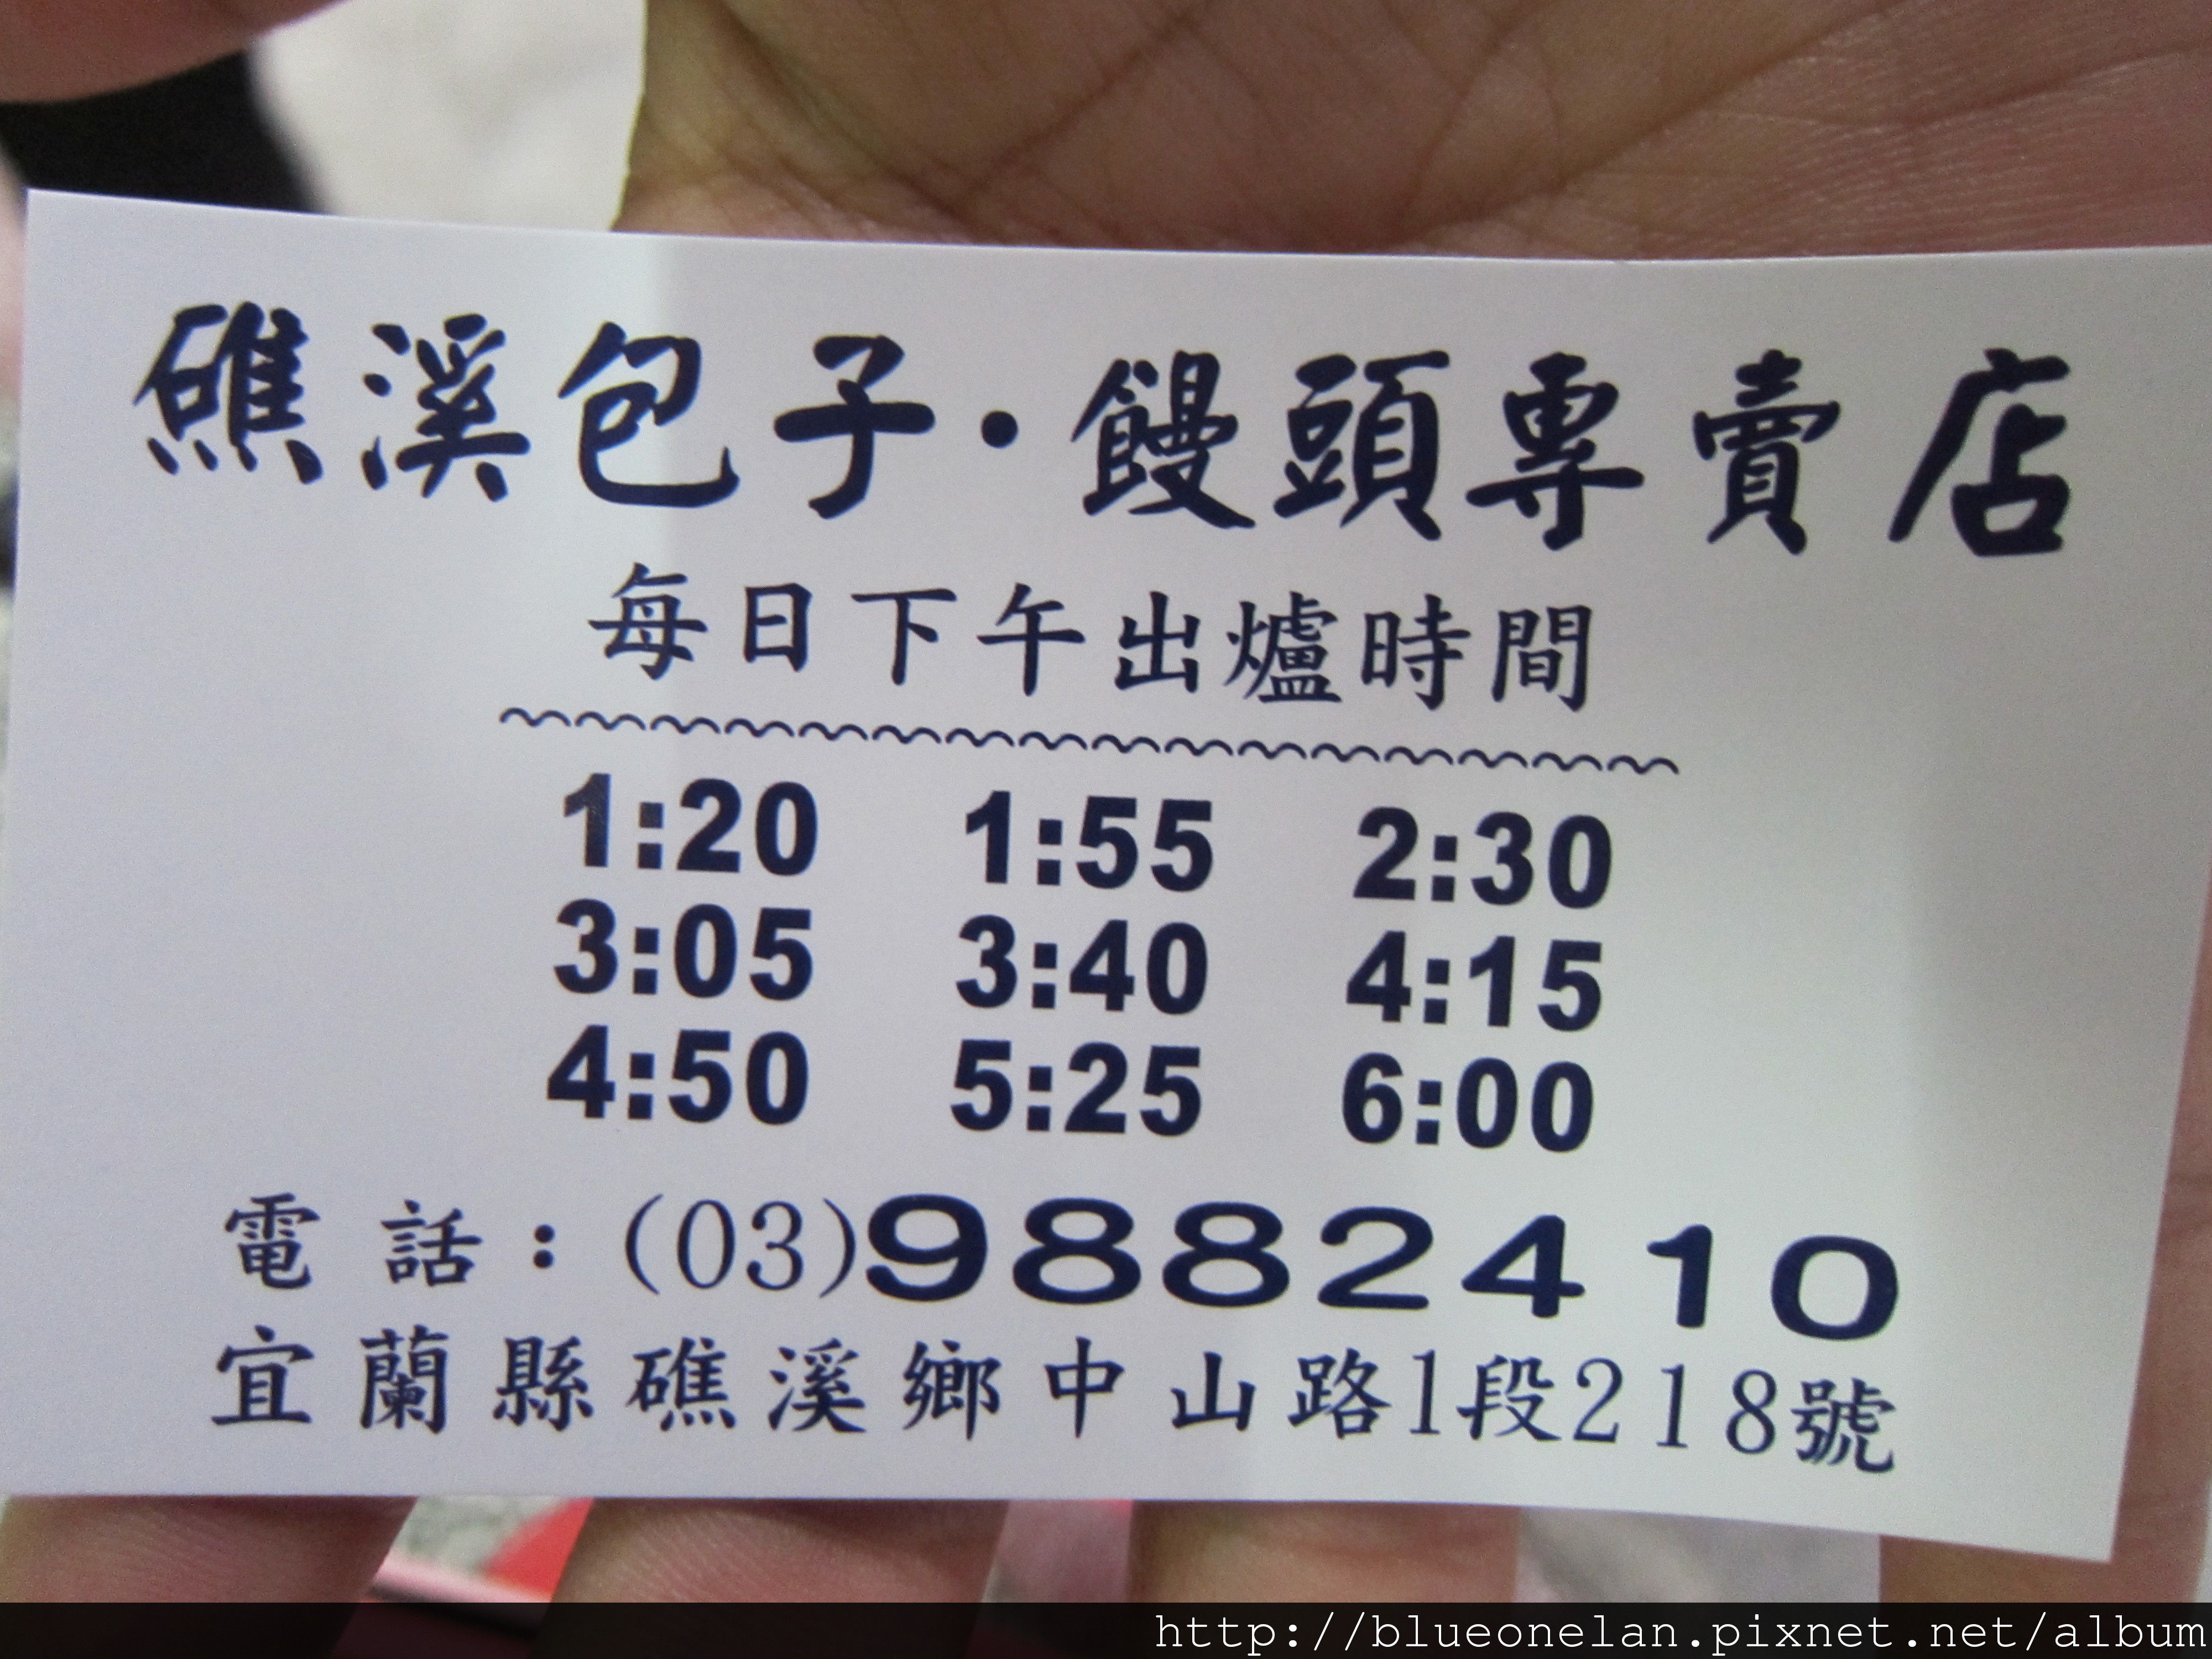 礁溪包子·饅頭專賣店
每日下午出爐時間
1:20 1:55 2:30
3:05 3:40 4:15
4:50 5:25 6:00
電話：(03)9882410
宜蘭縣礁溪鄉中山路1段218號
http://blueonelan.pixnet.net/album